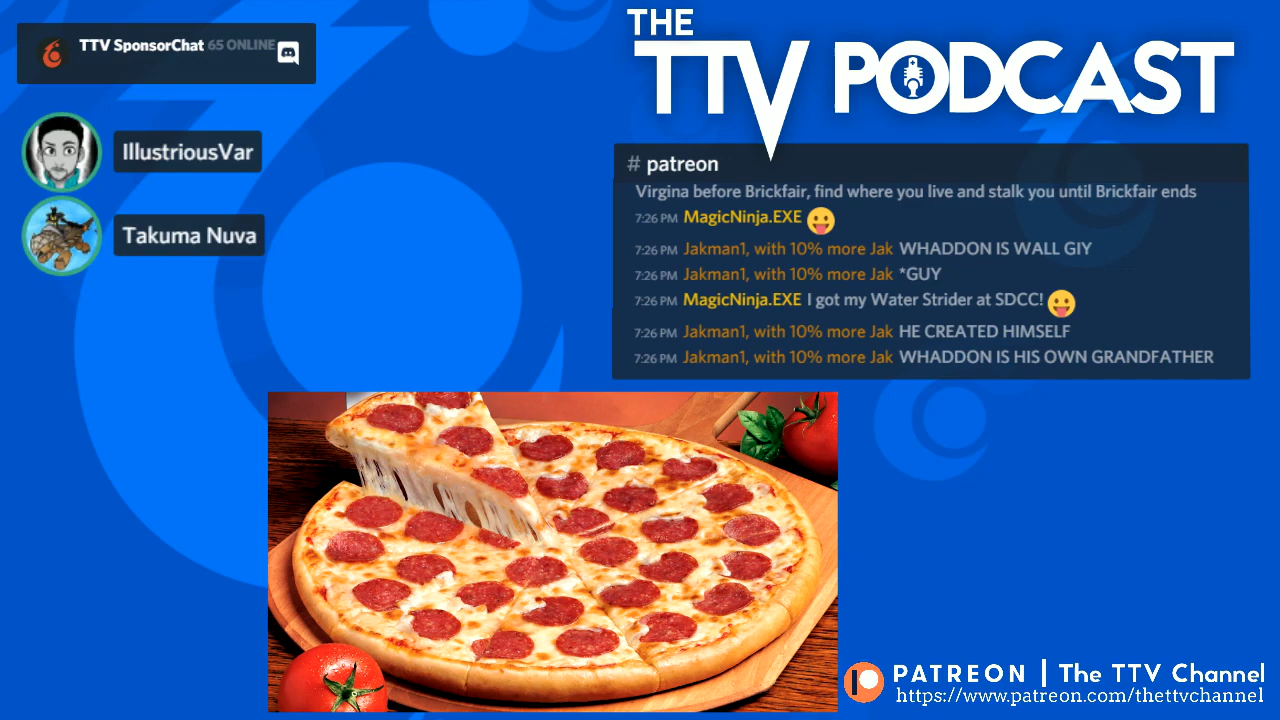 TTV SponsorChat 65 ONLINE
THE
TTV PODCAST
IllustriousVar
Takuma Nuva
# patreon
Virgina before Brickfair, find where you live and stalk you until Brickfair ends
7:26 PM MagicNinja.EXE 😛
7:26 PM Jakman1, with 10% more Jak WHADDON IS WALL GIY
7:26 PM Jakman1, with 10% more Jak *GUY
7:26 PM MagicNinja.EXE I got my Water Strider at SDCC! 😛
7:26 PM Jakman1, with 10% more Jak HE CREATED HIMSELF
7:26 PM Jakman1, with 10% more Jak WHADDON IS HIS OWN GRANDFATHER
PATREON | The TTV Channel
https://www.patreon.com/thettvchannel